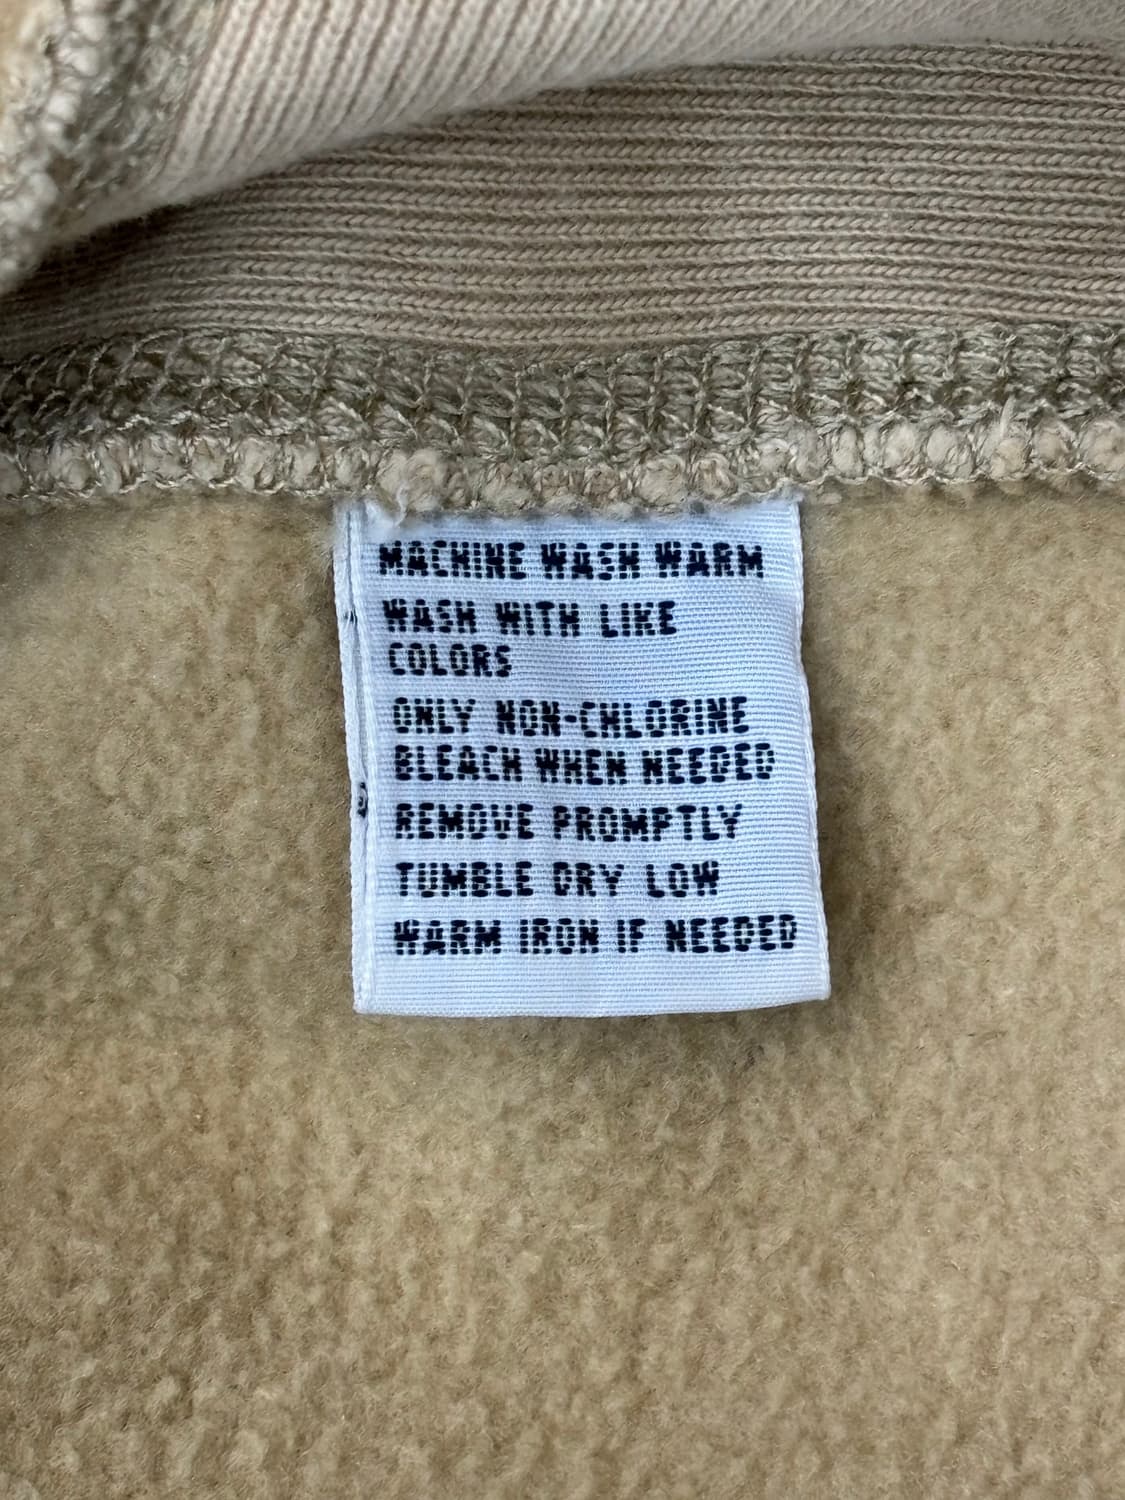 MACHINE WASH WARM
WASH WITH LIKE
COLORS
ONLY NON-CHLORINE
BLEACH WHEN NEEDED
REMOVE PROMPTLY
TUMBLE DRY LOW
WARM IRON IF NEEDED